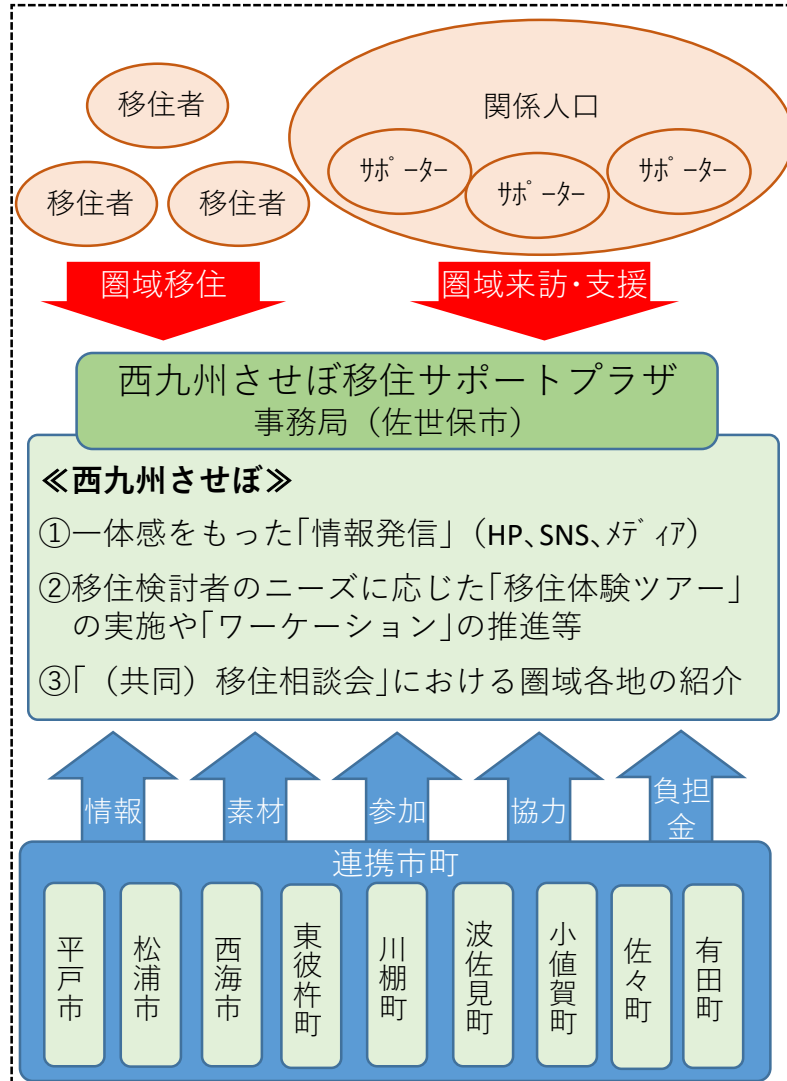 移住者
関係人口
サポーター
サポーター
サポーター
移住者
移住者
圏域移住
圏域来訪・支援
西九州させぼ移住サポートプラザ
事務局（佐世保市）
≪西九州させぼ≫
①一体感をもった「情報発信」（HP、SNS、メディア）
②移住検討者のニーズに応じた「移住体験ツアー」
の実施や「ワーケーション」の推進等
③「（共同）移住相談会」における圏域各地の紹介
情報
素材
参加
協力
負担
金
連携市町
平戸市
松浦市
西海市
東彼杵町
川棚町
波佐見町
小値賀町
佐々町
有田町